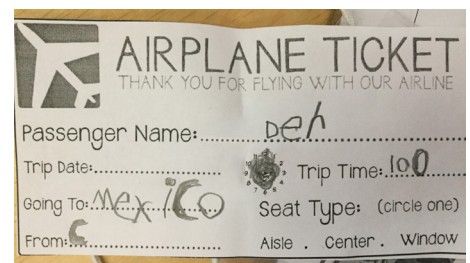 AIRPLANE TICKET
THANK YOU FOR FLYING WITH OUR AIRLINE
Passenger Name: Deh
Trip Date: Trip Time: 100
Going To: MexiCo Seat Type: (circle one)
From: C Aisle . Center . Window